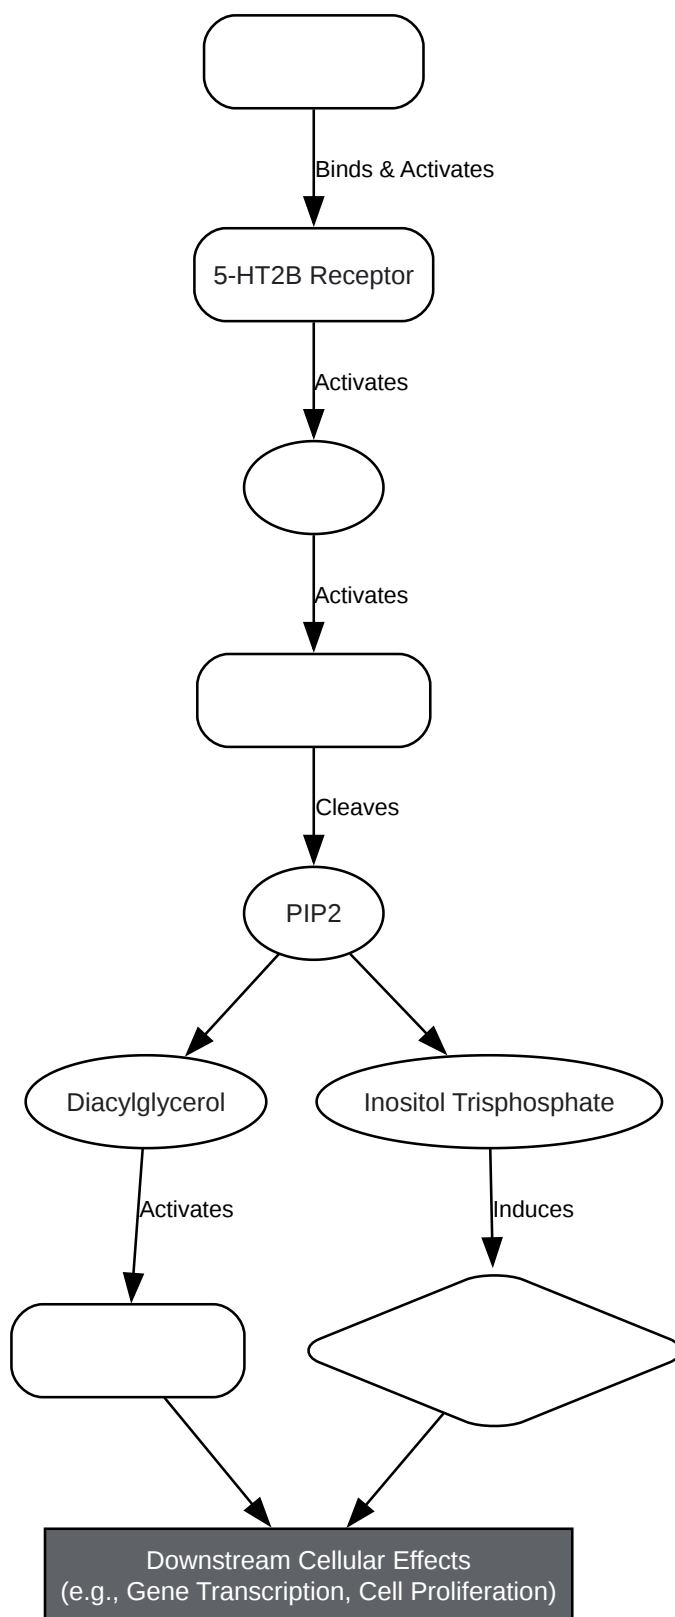 Binds & Activates
5-HT2B Receptor
Activates
Activates
Cleaves
PIP2
Diacylglycerol
Inositol Trisphosphate
Activates
Induces
Downstream Cellular Effects
(e.g., Gene Transcription, Cell Proliferation)